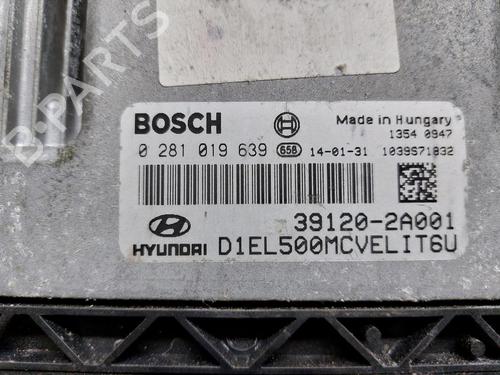 B-PARTS
BOSCH
Made in Hungary
1354 0947
0 281 019 639 658 14-01-31 1039S71832
39120-2A001
HYUNDAI D1EL500MCVELIT6U